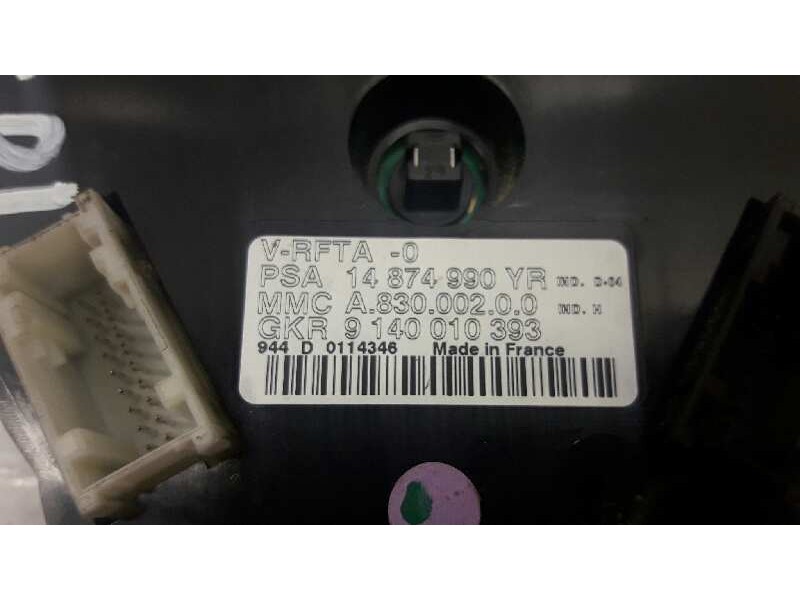 V-RFTA -0
PSA 14 874 990 YR IND. D-04
MMC A.830.002.0.0 IND. H
GKR 9 140 010 393
944 D 0114346 Made in France